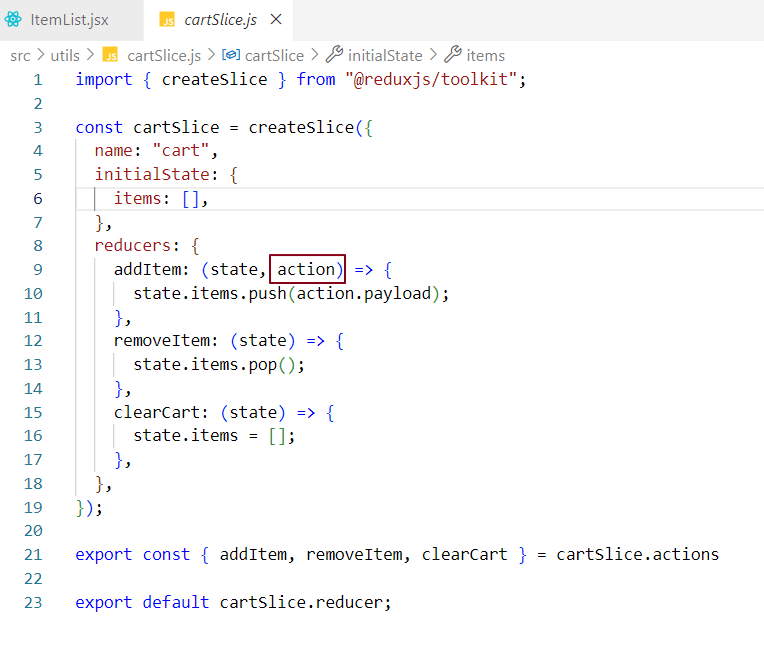 ItemList.jsx JS cartSlice.js
src > utils > JS cartSlice.js > cartSlice > initialState > items
1 import { createSlice } from "@reduxjs/toolkit";
2
3 const cartSlice = createSlice({
4 name: "cart",
5 initialState: {
6 items: [],
7 },
8 reducers: {
9 addItem: (state, action) => {
10 state.items.push(action.payload);
11 },
12 removeItem: (state) => {
13 state.items.pop();
14 },
15 clearCart: (state) => {
16 state.items = [];
17 },
18 },
19 });
20
21 export const { addItem, removeItem, clearCart } = cartSlice.actions
22
23 export default cartSlice.reducer;